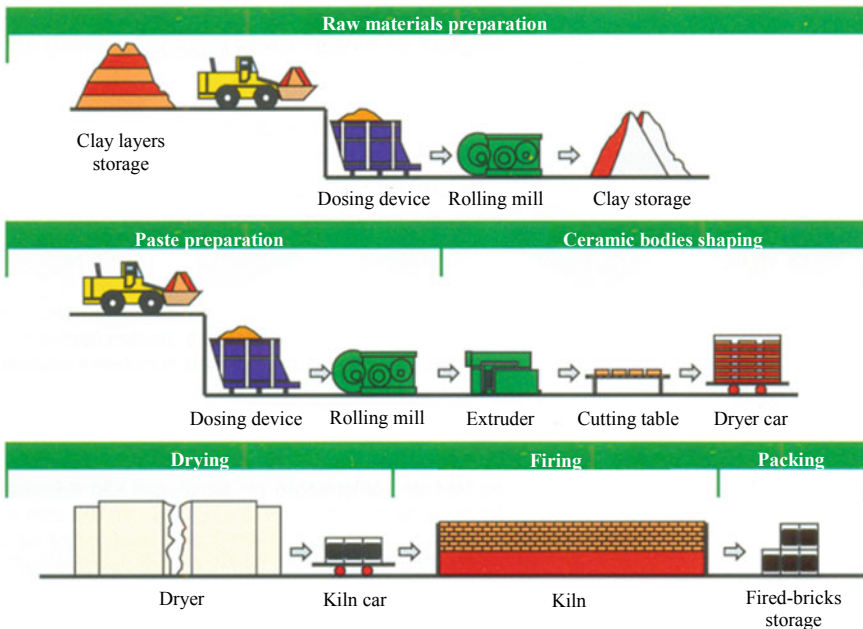 Raw materials preparation
Clay layers
storage
Dosing device
Rolling mill
Clay storage
Paste preparation
Ceramic bodies shaping
Dosing device
Rolling mill
Extruder
Cutting table
Dryer car
Drying
Firing
Packing
Dryer
Kiln car
Kiln
Fired-bricks
storage